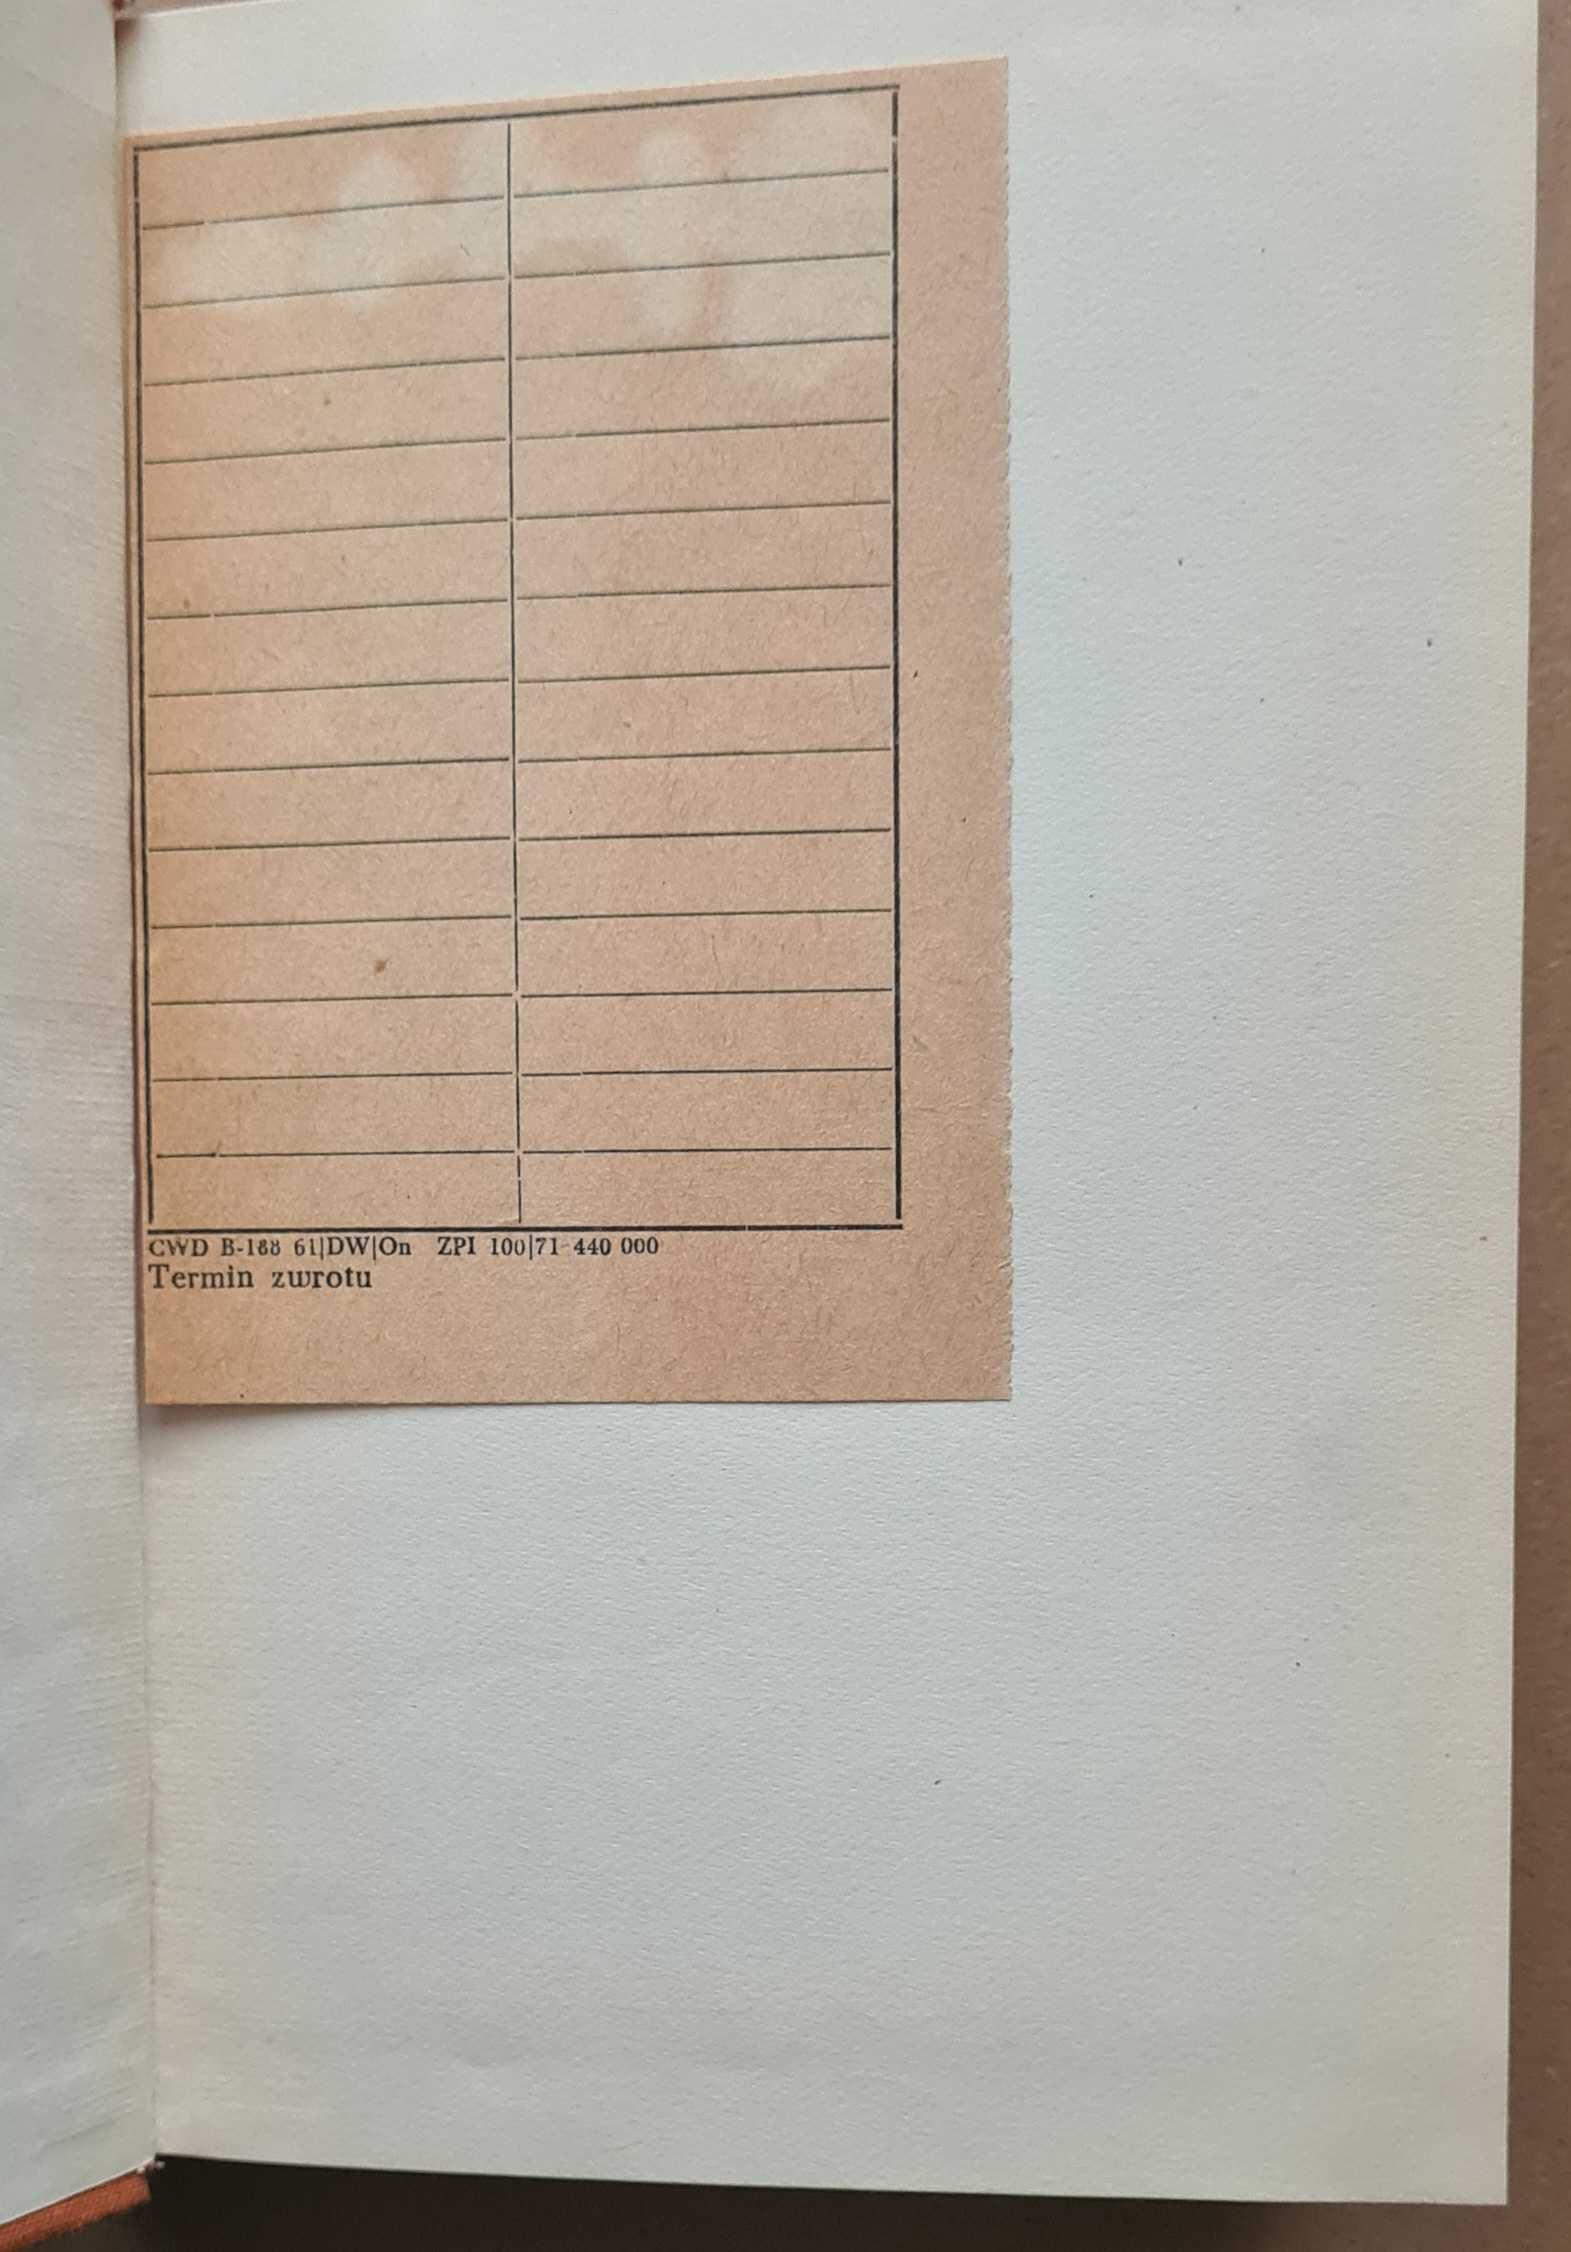 CWD B-188 61|DW|On ZPI 100|71 440 000
Termin zwrotu